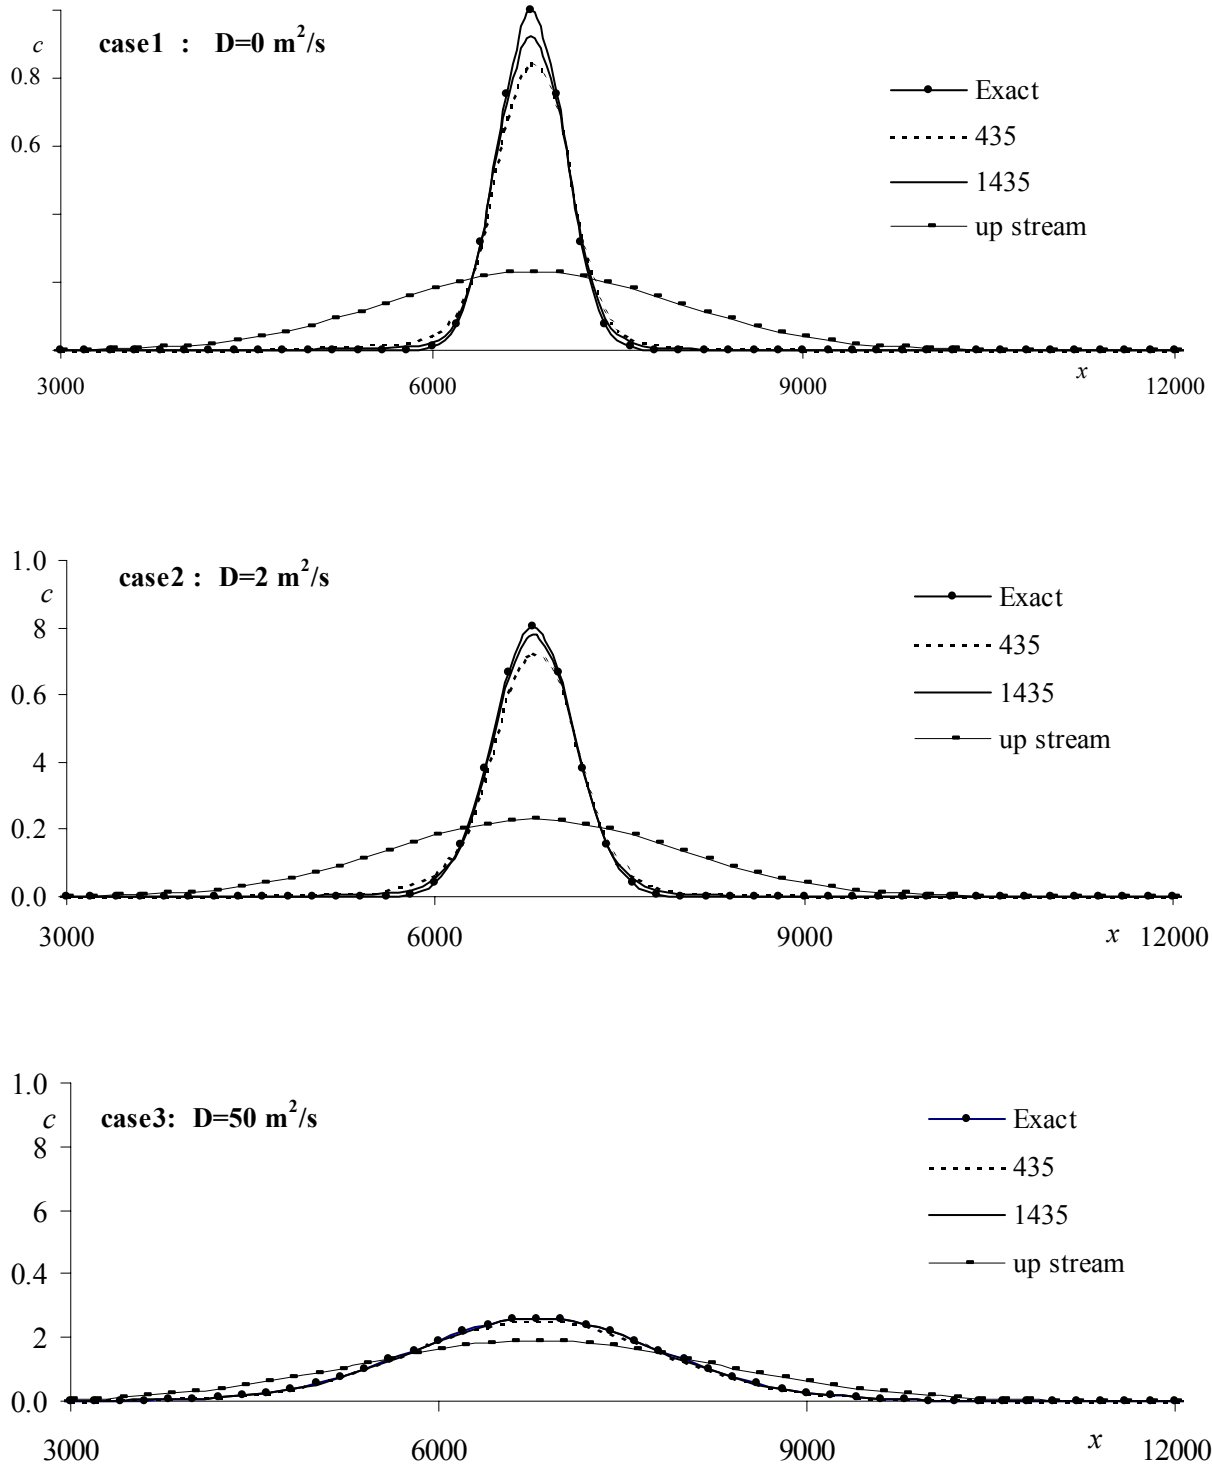 case1 : D=0 m²/s
c
0.8
0.6
Exact
435
1435
up stream
3000 6000 9000 x 12000
1.0
case2 : D=2 m²/s
c
8
0.6
4
0.2
0.0
Exact
435
1435
up stream
3000 6000 9000 x 12000
1.0
case3: D=50 m²/s
c
8
6
0.4
2
0.0
Exact
435
1435
up stream
3000 6000 9000 x 12000